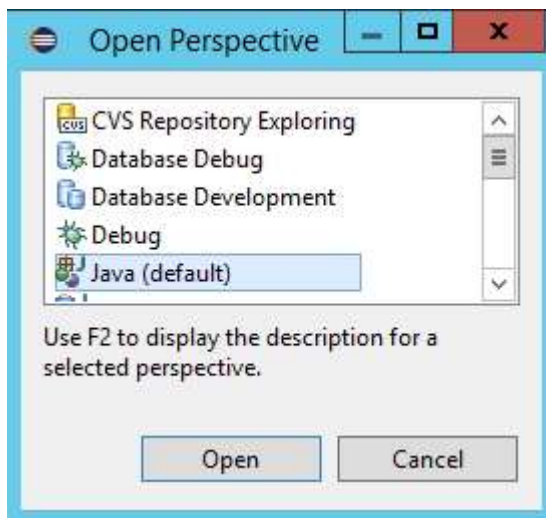 Open Perspective
CVS Repository Exploring
Database Debug
Database Development
Debug
Java (default)
Use F2 to display the description for a
selected perspective.
Open Cancel